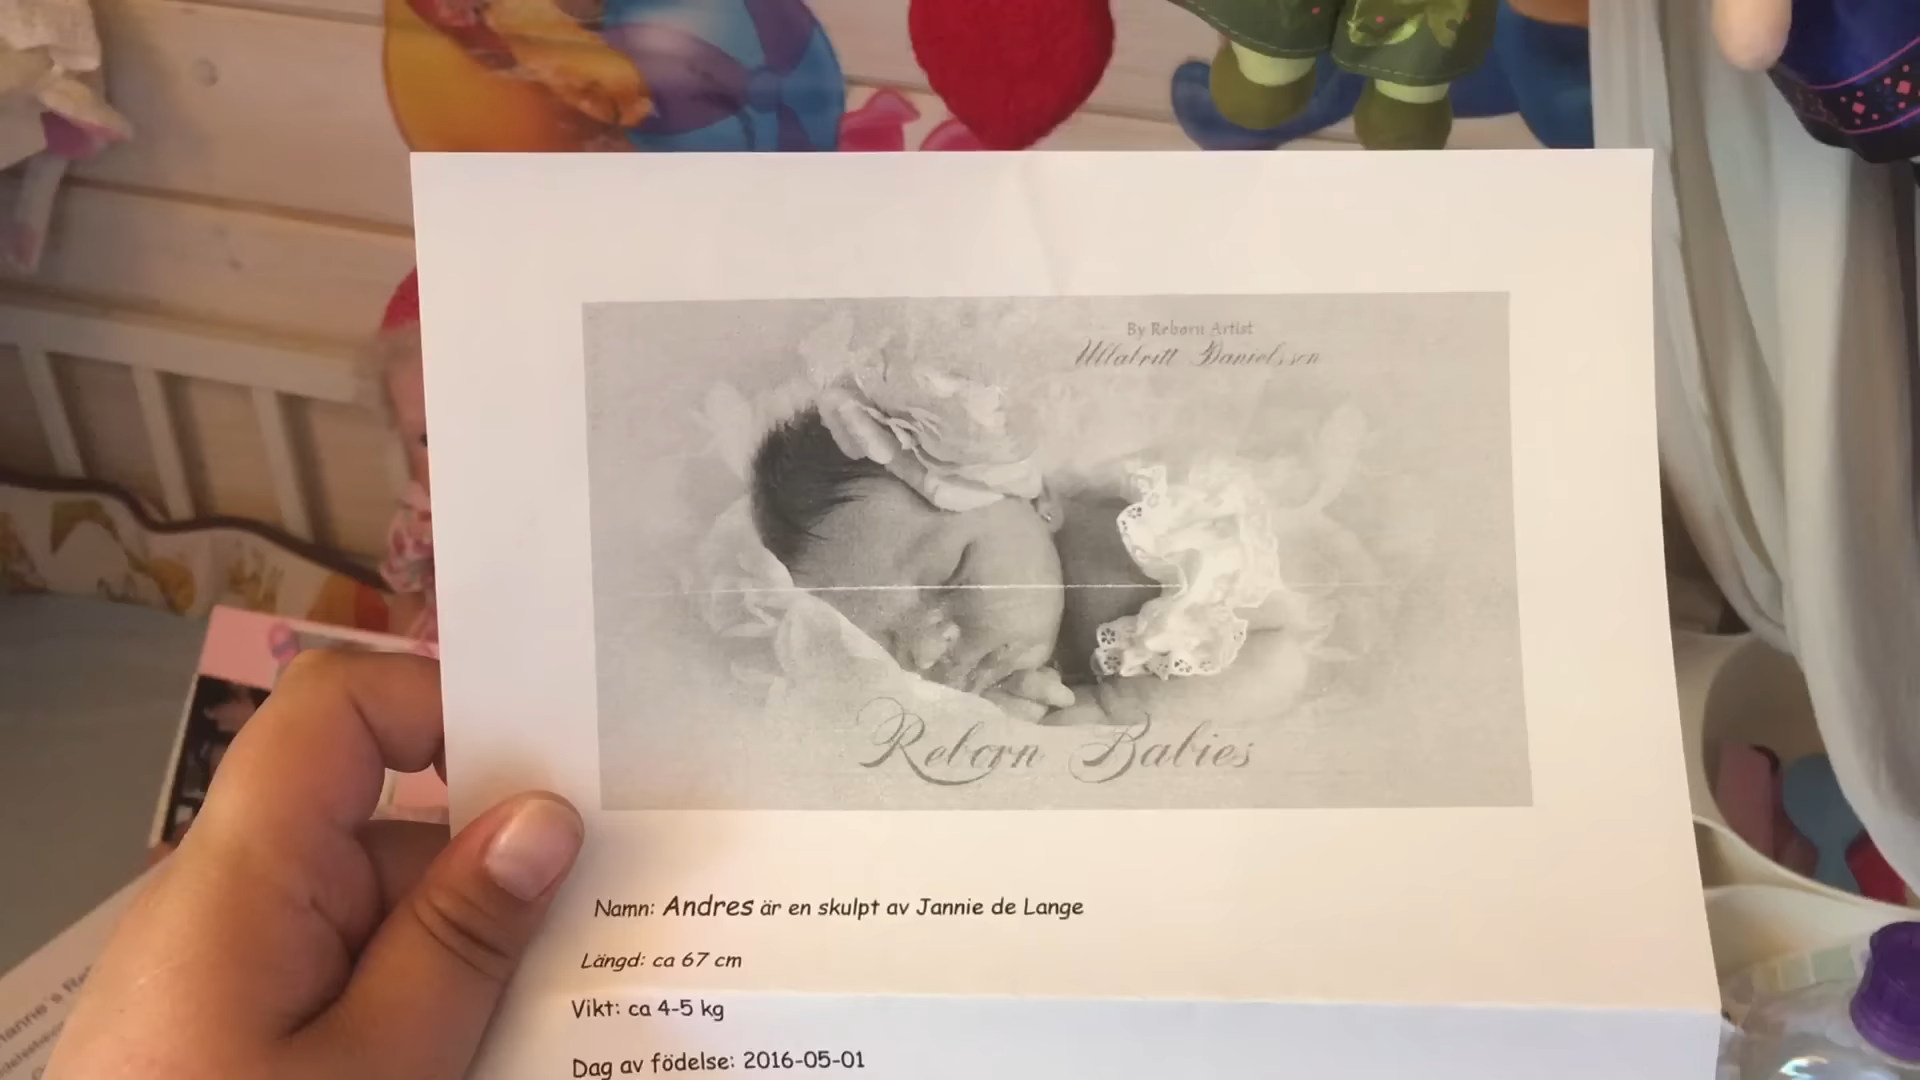 By Reborn Artist
Ullabritt Danielsson
Reborn Babies
Namn: Andres är en skulpt av Jannie de Lange
Längd: ca 67 cm
Vikt: ca 4-5 kg
Dag av födelse: 2016-05-01